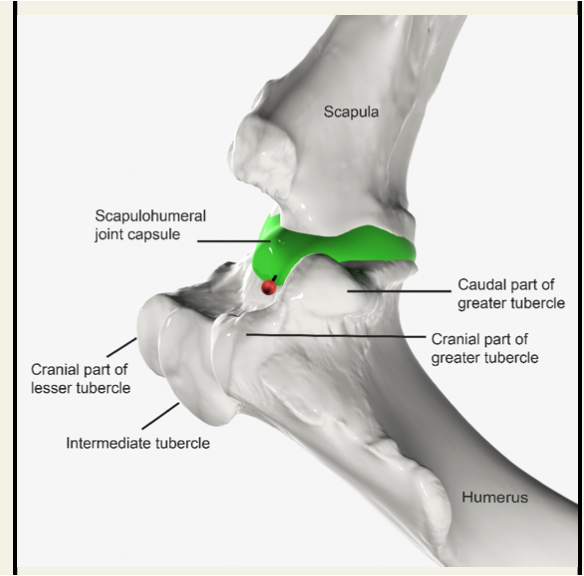 Scapula
Scapulohumeral
joint capsule
Caudal part of
greater tubercle
Cranial part of
greater tubercle
Cranial part of
lesser tubercle
Intermediate tubercle
Humerus